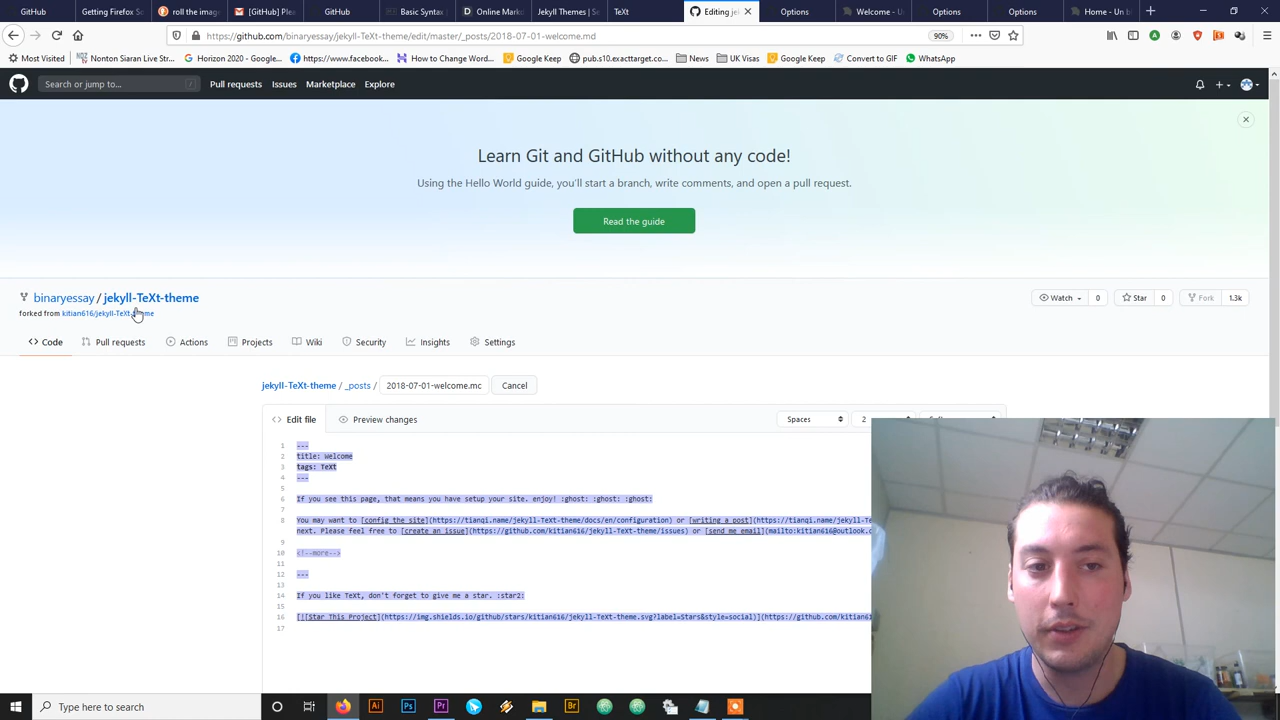 GitHub
Getting Firefox S
roll the image
[GitHub] Plea
GitHub
Basic Syntax
Online Mark
Jekyll Themes | S
TeXt
Editing je
Options
Welcome - U
Options
Options
Home - Un b
https://github.com/binaryessay/jekyll-TeXt-theme/edit/master/_posts/2018-07-01-welcome.md
90%
Most Visited
Nonton Siaran Live Str...
Horizon 2020 - Google...
https://www.facebook...
How to Change Word...
Google Keep
pub.s10.exacttarget.co...
News
UK Visas
Google Keep
Convert to GIF
WhatsApp
Search or jump to...
/
Pull requests
Issues
Marketplace
Explore
Learn Git and GitHub without any code!
Using the Hello World guide, you'll start a branch, write comments, and open a pull request.
Read the guide
binaryessay / jekyll-TeXt-theme
forked from kitian616/jekyll-TeXt-theme
Watch 0
Star 0
Fork 1.3k
Code
Pull requests
Actions
Projects
Wiki
Security
Insights
Settings
jekyll-TeXt-theme / _posts / 2018-07-01-welcome.mc
Cancel
Edit file
Preview changes
Spaces
2
1 ---
2 title: Welcome
3 tags: TeXt
4 ---
5
6 If you see this page, that means you have setup your site. enjoy! :ghost: :ghost: :ghost:
7
8 You may want to [config the site](https://tianqi.name/jekyll-TeXt-theme/docs/en/configuration) or [writing a post](https://tianqi.name/jekyll-Te
next. Please feel free to [create an issue](https://github.com/kitian616/jekyll-TeXt-theme/issues) or [send me email](mailto:kitian616@outlook.c
9
10 <!--more-->
11
12 ---
13
14 If you like TeXt, don't forget to give me a star. :star2:
15
16 [![Star This Project](https://img.shields.io/github/stars/kitian616/jekyll-TeXt-theme.svg?label=Stars&style=social)](https://github.com/kitian61
17
Type here to search